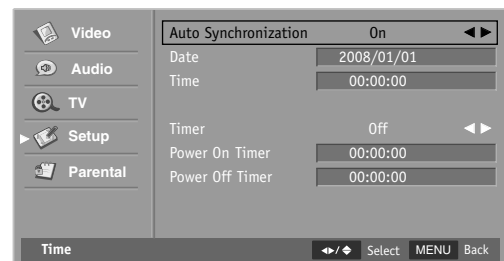 Video
Audio
TV
Setup
Parental
Auto Synchronization On
Date 2008/01/01
Time 00:00:00
Timer Off
Power On Timer 00:00:00
Power Off Timer 00:00:00
Time Select MENU Back